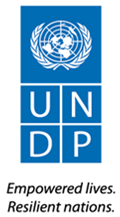 U N
D P
Empowered lives.
Resilient nations.